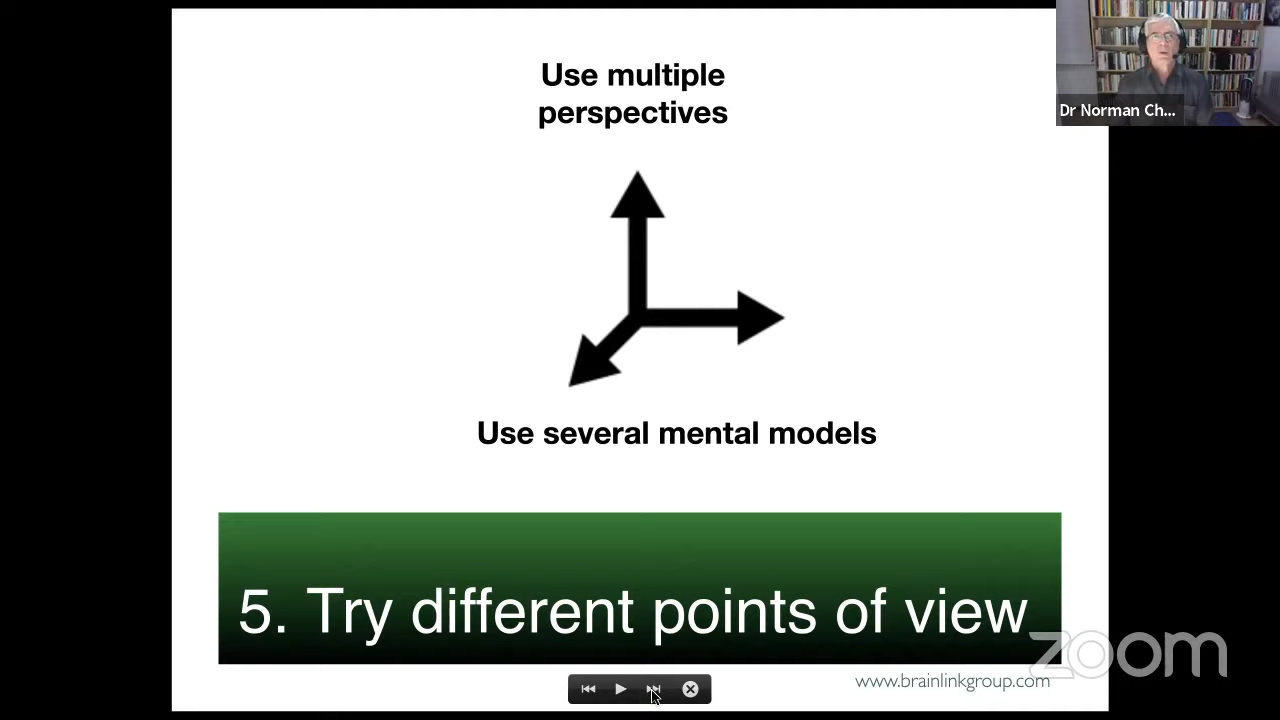 Use multiple
perspectives
Dr Norman Ch...
Use several mental models
5. Try different points of view
zoom
www.brainlinkgroup.com